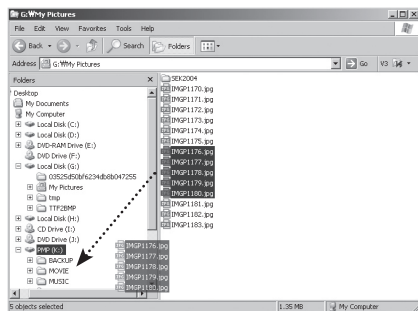 G:₩My Pictures
File Edit View Favorites Tools Help
Back Search Folders
Address G:₩My Pictures Go V3
Folders ×
Desktop
My Documents
My Computer
Local Disk (C:)
Local Disk (D:)
DVD-RAM Drive (E:)
DVD Drive (F:)
Local Disk (G:)
03525d50bf6234db8b047255
My Pictures
tmp
TTF2BMP
Local Disk (H:)
CD Drive (I:)
DVD Drive (J:)
PMP (K:)
BACKUP
MOVIE
MUSIC
SEK2004
IMGP1170.jpg
IMGP1171.jpg
IMGP1172.jpg
IMGP1173.jpg
IMGP1174.jpg
IMGP1175.jpg
IMGP1176.jpg
IMGP1177.jpg
IMGP1178.jpg
IMGP1179.jpg
IMGP1180.jpg
IMGP1181.jpg
IMGP1182.jpg
IMGP1183.jpg
IMGP1176.jpg
IMGP1177.jpg
IMGP1178.jpg
IMGP1179.jpg
IMGP1180.jpg
5 objects selected 1.35 MB My Computer